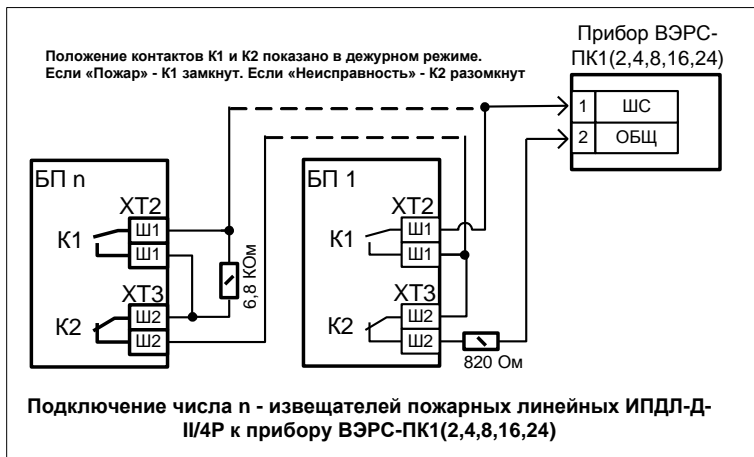 Прибор ВЭРС-
ПК1(2,4,8,16,24)
Положение контактов К1 и К2 показано в дежурном режиме.
Если «Пожар» - К1 замкнут. Если «Неисправность» - К2 разомкнут
1 ШС
2 ОБЩ
БП n
ХТ2
К1
Ш1
Ш1
6,8 КОм
ХТ3
К2
Ш2
Ш2
БП 1
ХТ2
К1
Ш1
Ш1
ХТ3
К2
Ш2
Ш2
820 Ом
Подключение числа n - извещателей пожарных линейных ИПДЛ-Д-
II/4Р к прибору ВЭРС-ПК1(2,4,8,16,24)